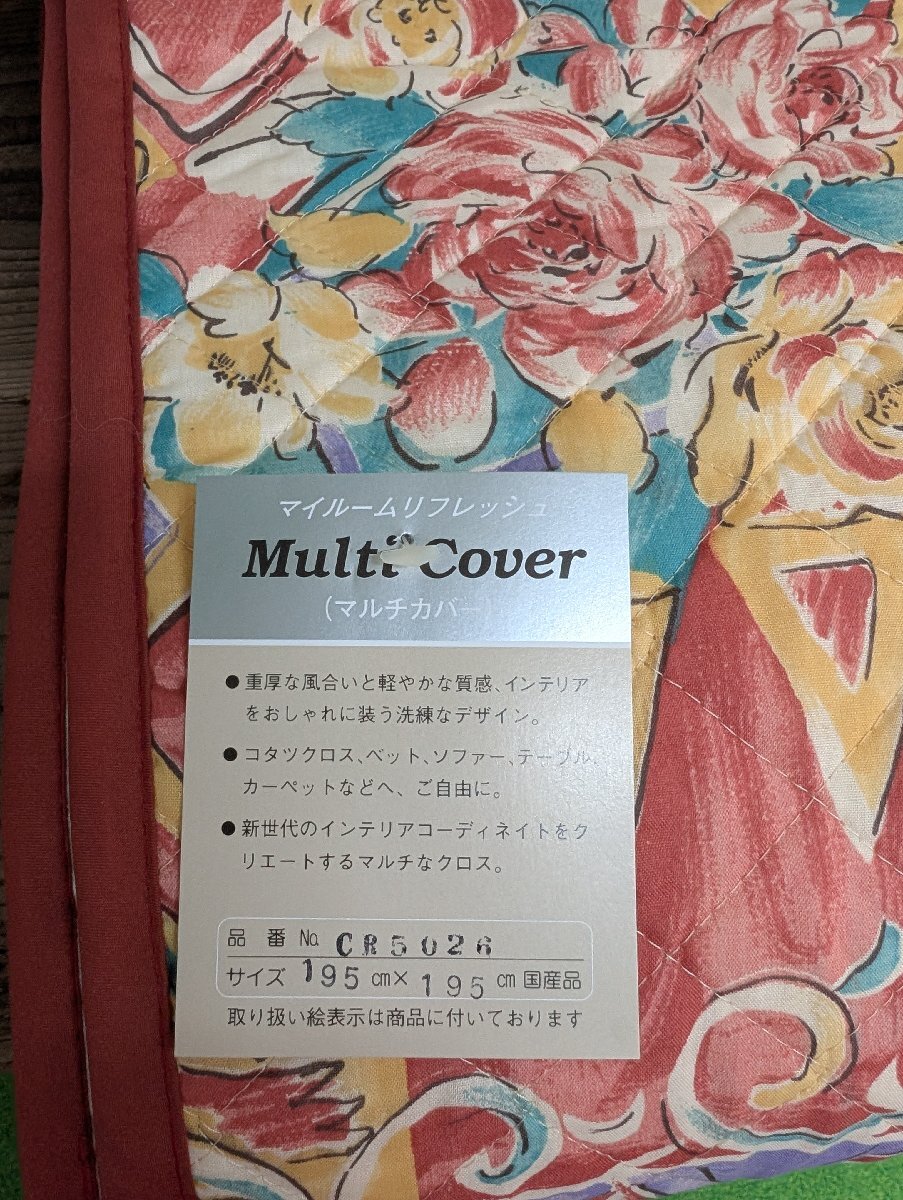 マイルームリフレッシュ
Multi Cover
(マルチカバー)
●重厚な風合いと軽やかな質感、インテリア
をおしゃれに装う洗練なデザイン。
●コタツクロス、ベット、ソファー、テーブル、
カーペットなどへ、ご自由に。
●新世代のインテリアコーディネイトをク
リエートするマルチなクロス。
品 番 No. CR5026
サイズ 195 cm× 195 cm 国産品
取り扱い絵表示は商品に付いております